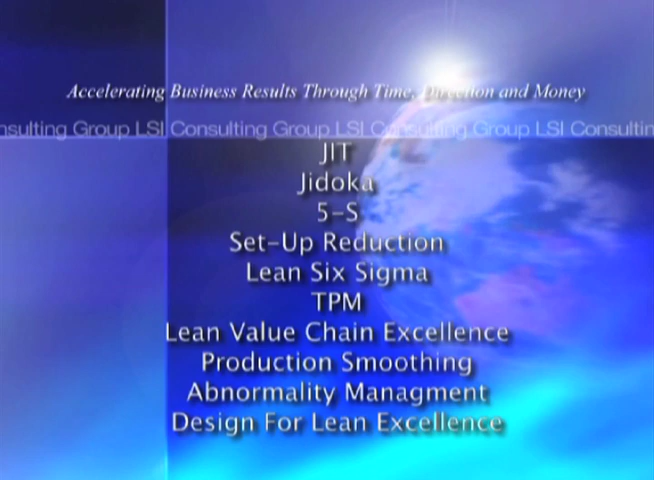 Accelerating Business Results Through Time, Direction and Money
nsulting Group LSI Consulting Group LSI Consulting Group LSI Consultin
JIT
Jidoka
5-S
Set-Up Reduction
Lean Six Sigma
TPM
Lean Value Chain Excellence
Production Smoothing
Abnormality Managment
Design For Lean Excellence